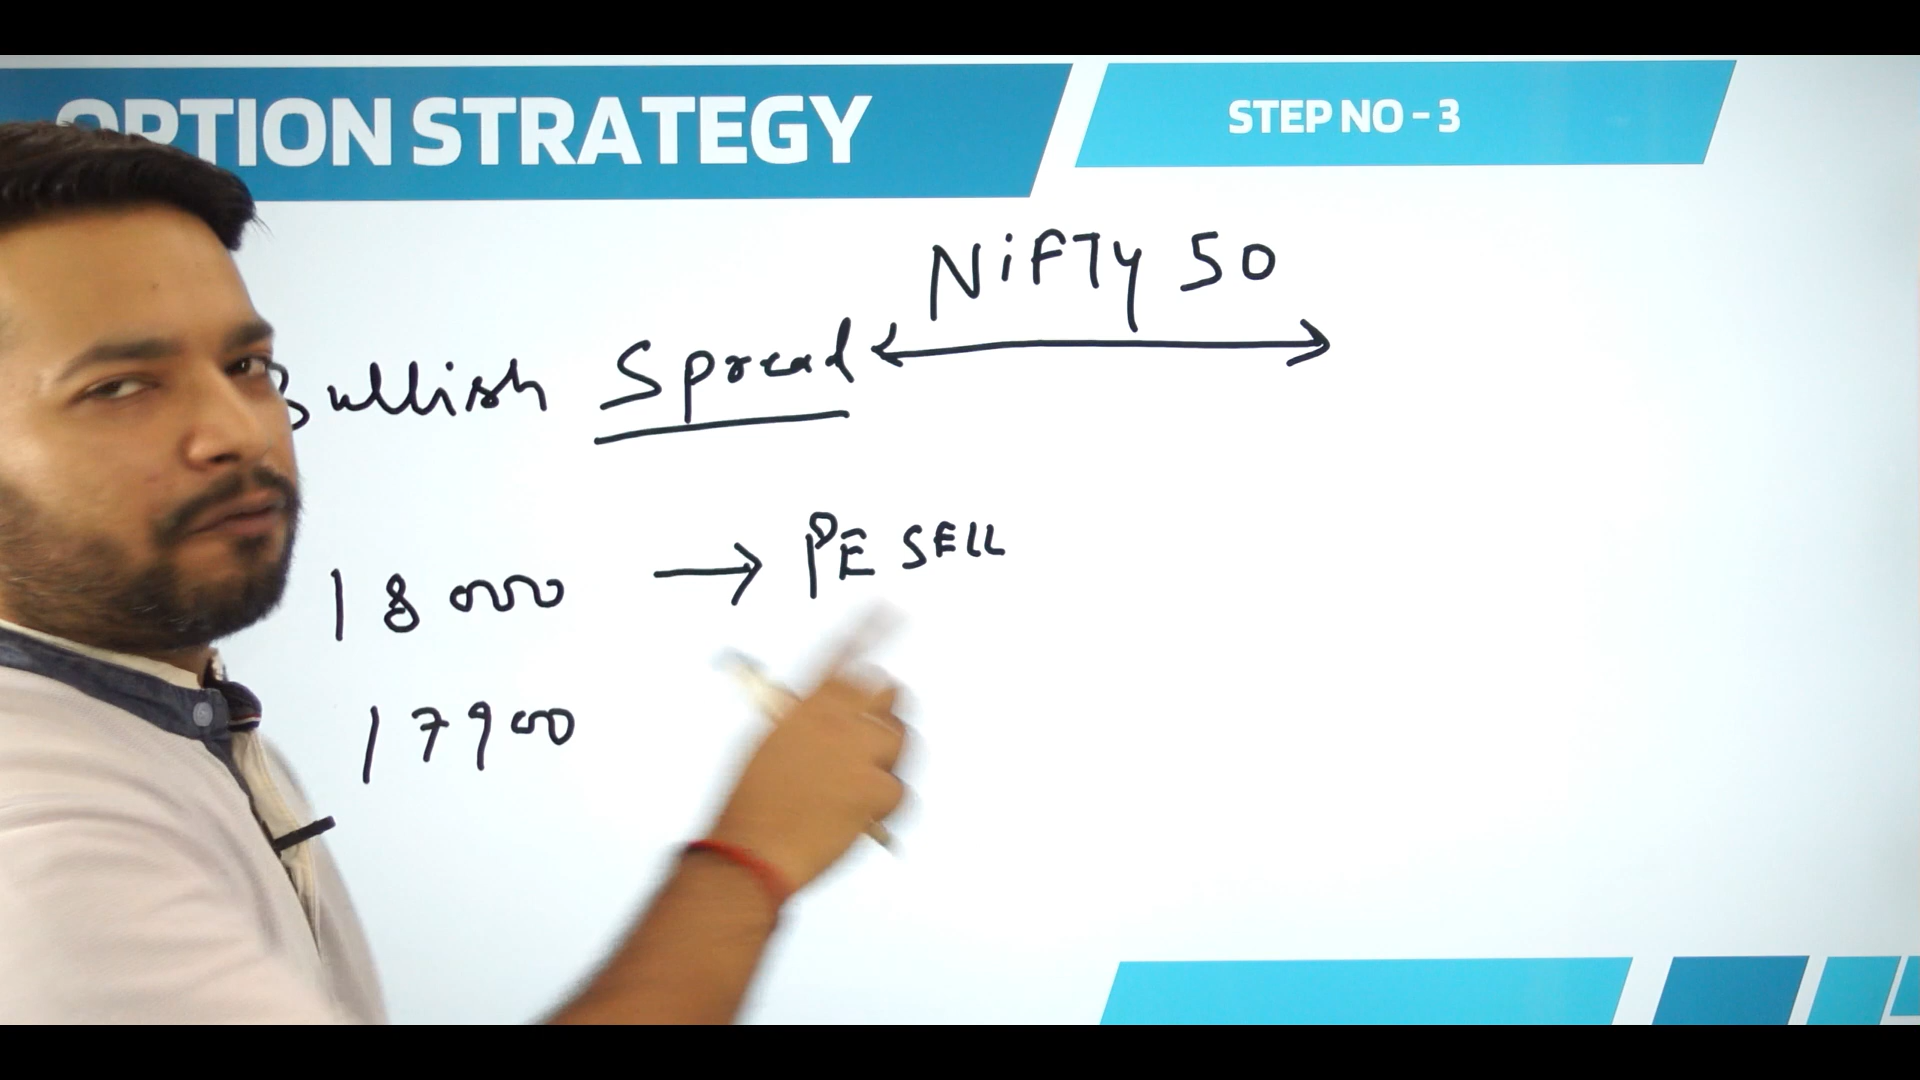 OPTION STRATEGY
STEP NO - 3
NiFTy 50
Bullish Spread
18000 → PE SELL
17900